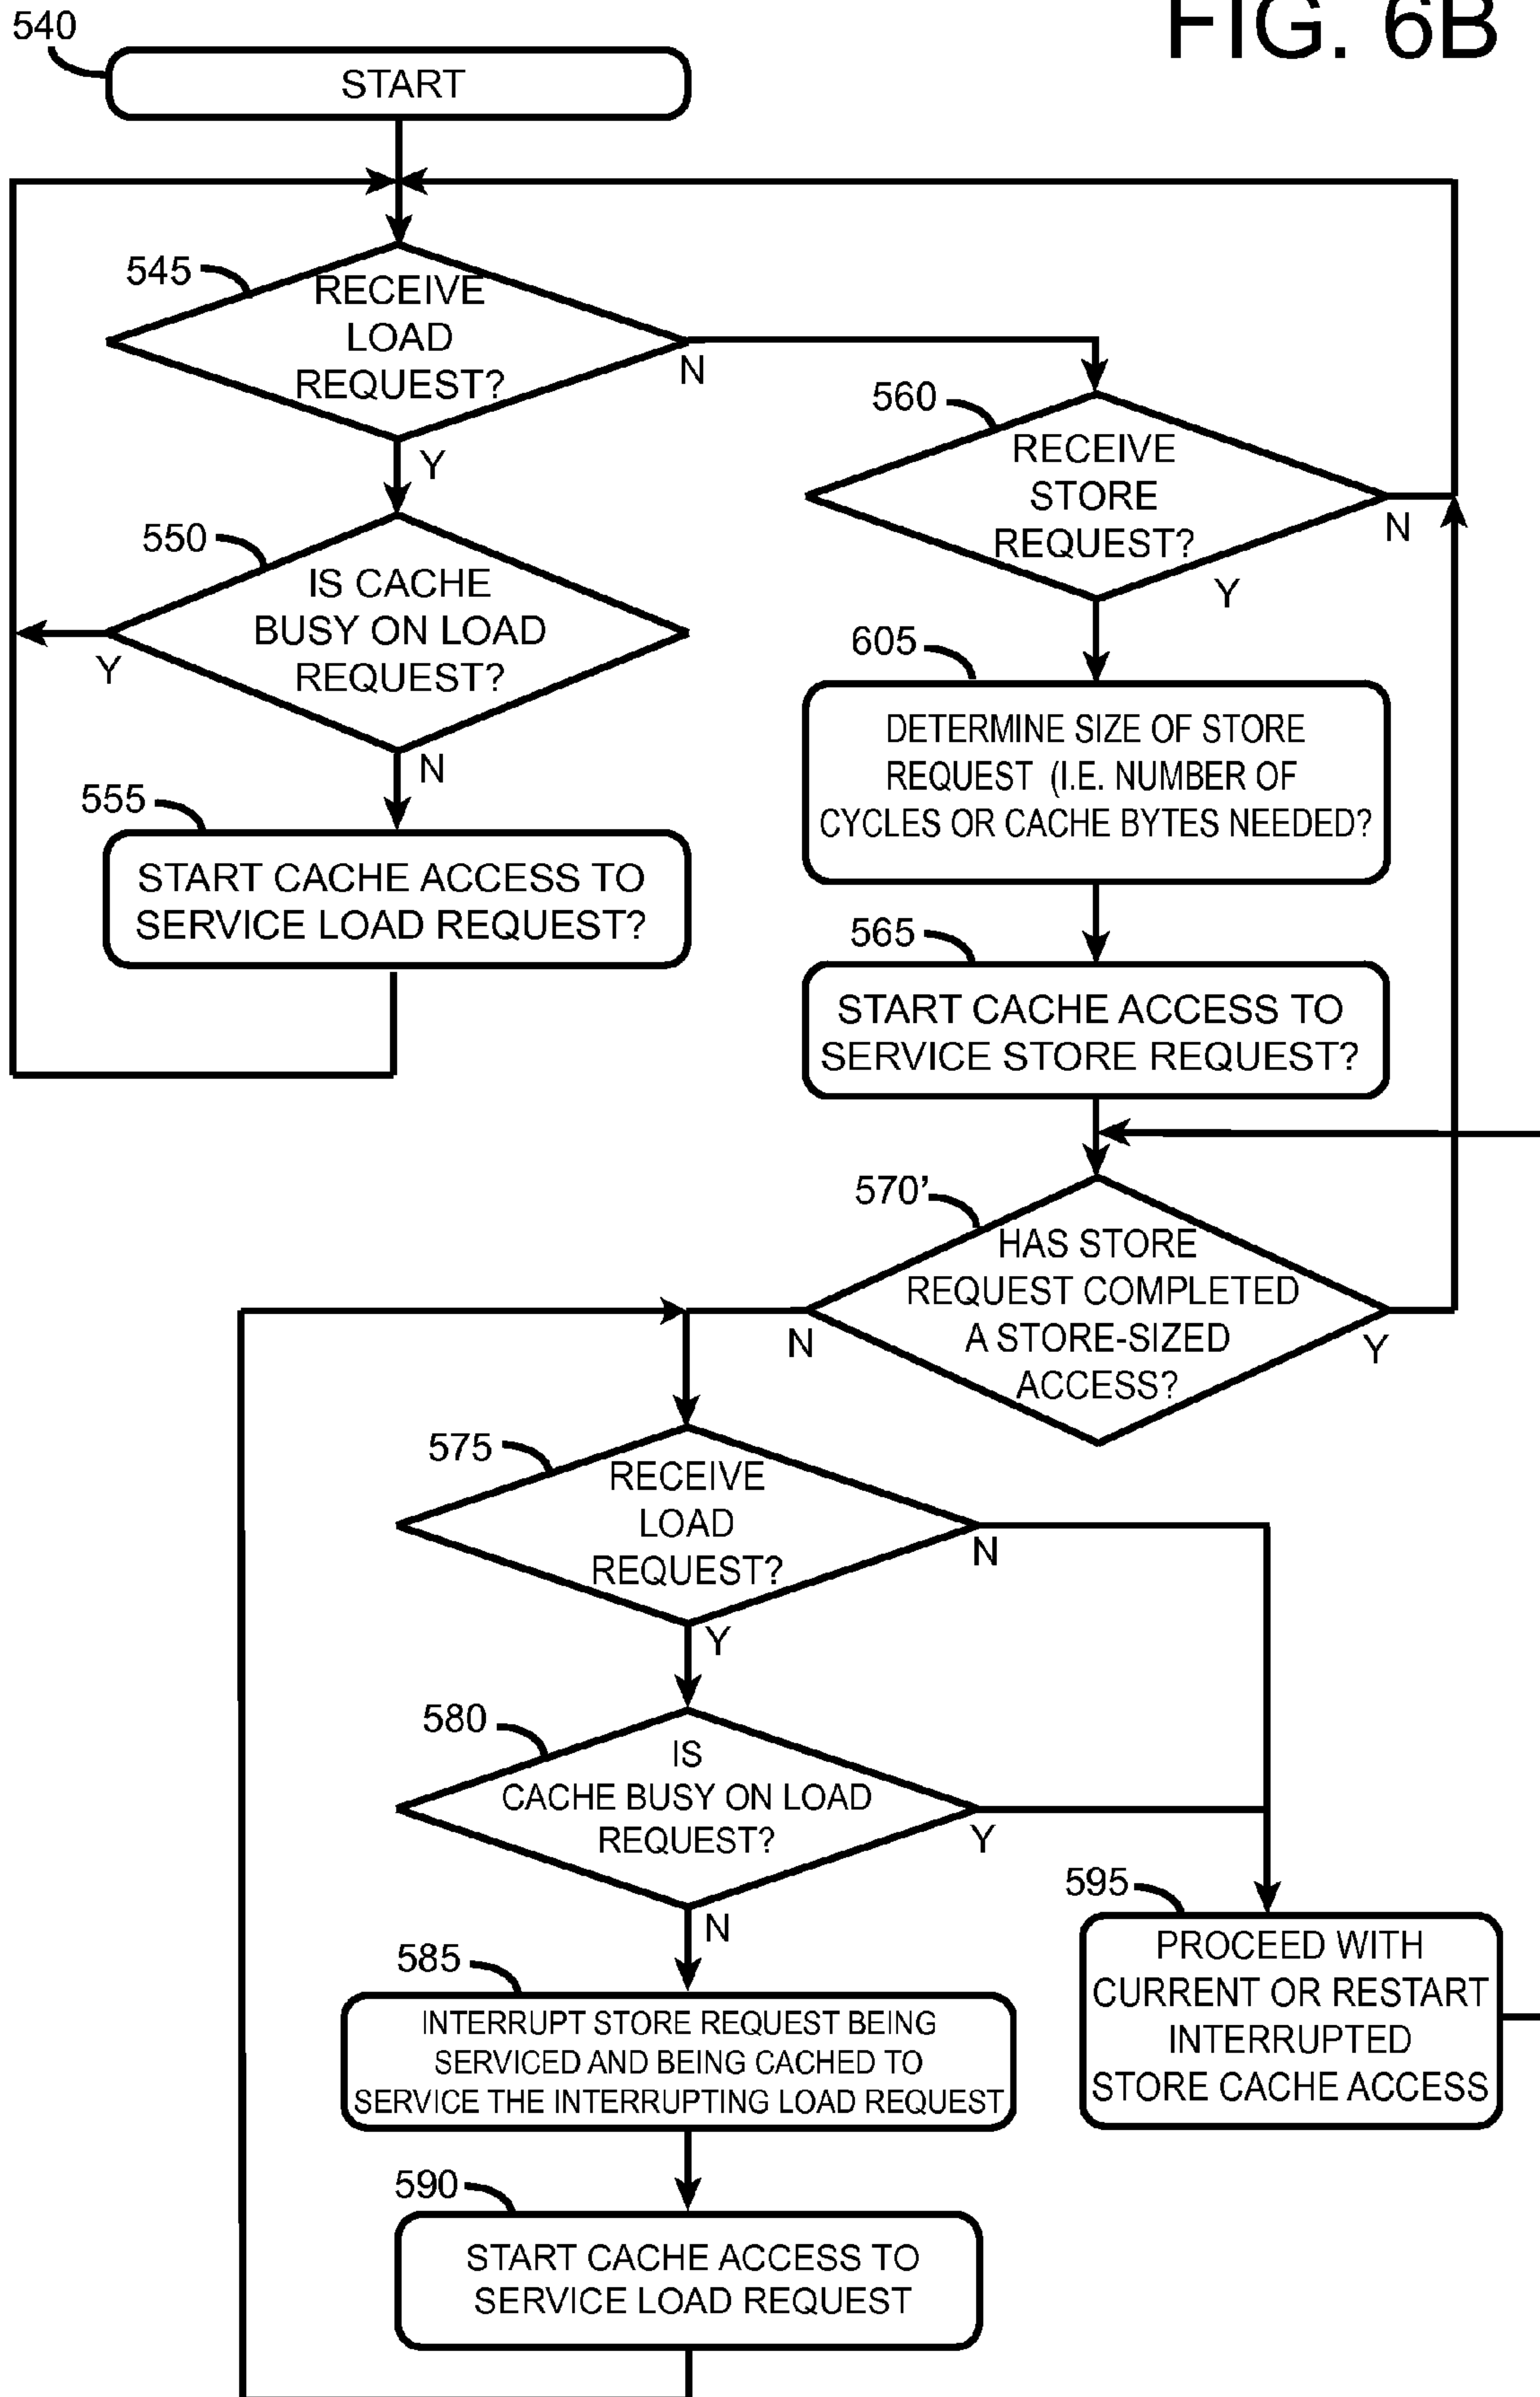 FIG. 6B
540
START
545
RECEIVE
LOAD
REQUEST?
N
Y
560
RECEIVE
STORE
REQUEST?
N
Y
550
IS CACHE
BUSY ON LOAD
REQUEST?
Y
N
605
DETERMINE SIZE OF STORE
REQUEST (I.E. NUMBER OF
CYCLES OR CACHE BYTES NEEDED?
555
START CACHE ACCESS TO
SERVICE LOAD REQUEST?
565
START CACHE ACCESS TO
SERVICE STORE REQUEST?
570’
HAS STORE
REQUEST COMPLETED
A STORE-SIZED
ACCESS?
N
Y
575
RECEIVE
LOAD
REQUEST?
N
Y
580
IS
CACHE BUSY ON LOAD
REQUEST?
Y
N
585
INTERRUPT STORE REQUEST BEING
SERVICED AND BEING CACHED TO
SERVICE THE INTERRUPTING LOAD REQUEST
595
PROCEED WITH
CURRENT OR RESTART
INTERRUPTED
STORE CACHE ACCESS
590
START CACHE ACCESS TO
SERVICE LOAD REQUEST